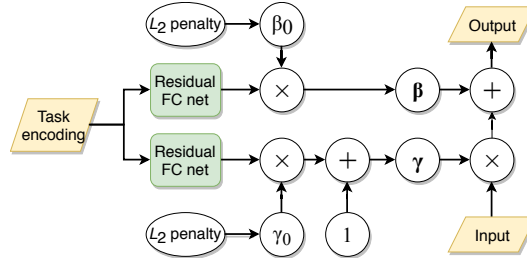 L₂ penalty
β₀
Output
Residual
FC net
×
β
+
Task
encoding
Residual
FC net
×
+
γ
×
L₂ penalty
γ₀
1
Input